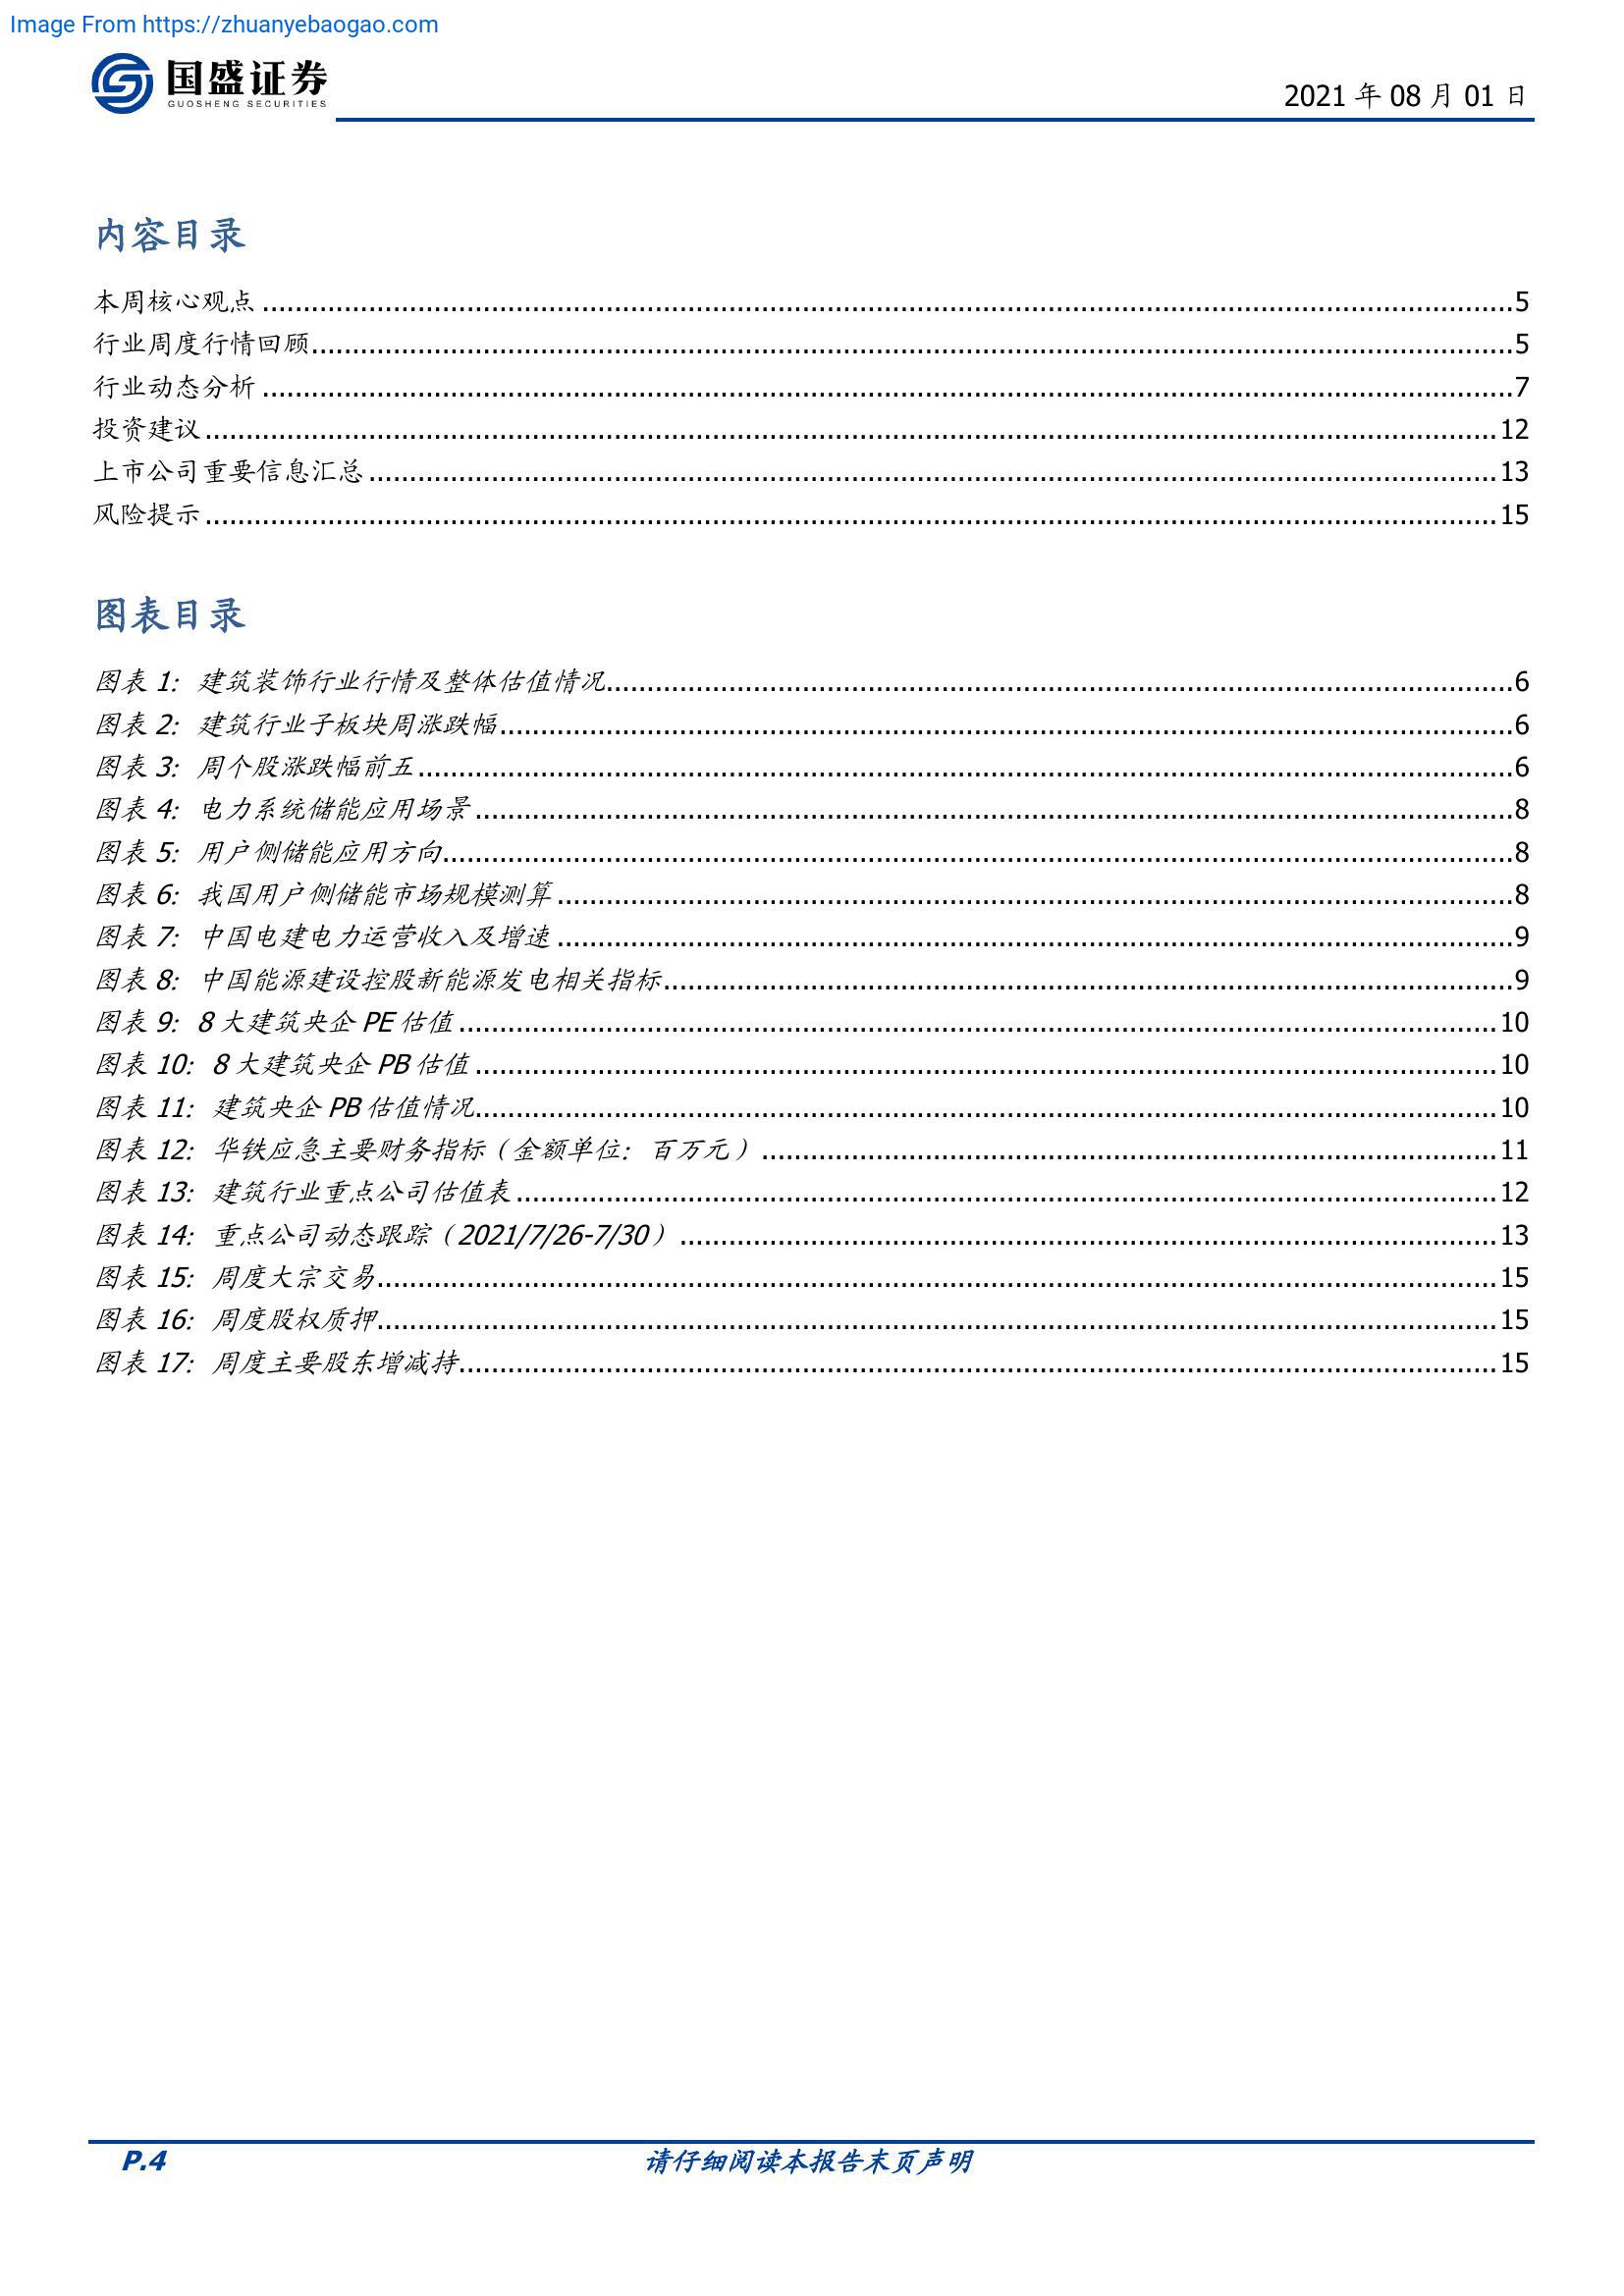 Image From https://zhuanyebaogao.com
国盛证券
GUOSHENG SECURITIES
2021 年 08 月 01 日
内容目录
本周核心观点 ........................................ 5
行业周度行情回顾 ........................................ 5
行业动态分析 ........................................ 7
投资建议 ........................................ 12
上市公司重要信息汇总 ........................................ 13
风险提示 ........................................ 15
图表目录
图表 1: 建筑装饰行业行情及整体估值情况 ........................................ 6
图表 2: 建筑行业子板块周涨跌幅 ........................................ 6
图表 3: 周个股涨跌幅前五 ........................................ 6
图表 4: 电力系统储能应用场景 ........................................ 8
图表 5: 用户侧储能应用方向 ........................................ 8
图表 6: 我国用户侧储能市场规模测算 ........................................ 8
图表 7: 中国电建电力运营收入及增速 ........................................ 9
图表 8: 中国能源建设控股新能源发电相关指标 ........................................ 9
图表 9: 8 大建筑央企 PE 估值 ........................................ 10
图表 10: 8 大建筑央企 PB 估值 ........................................ 10
图表 11: 建筑央企 PB 估值情况 ........................................ 10
图表 12: 华铁应急主要财务指标（金额单位: 百万元） ........................................ 11
图表 13: 建筑行业重点公司估值表 ........................................ 12
图表 14: 重点公司动态跟踪（2021/7/26-7/30） ........................................ 13
图表 15: 周度大宗交易 ........................................ 15
图表 16: 周度股权质押 ........................................ 15
图表 17: 周度主要股东增减持 ........................................ 15
P.4
请仔细阅读本报告末页声明